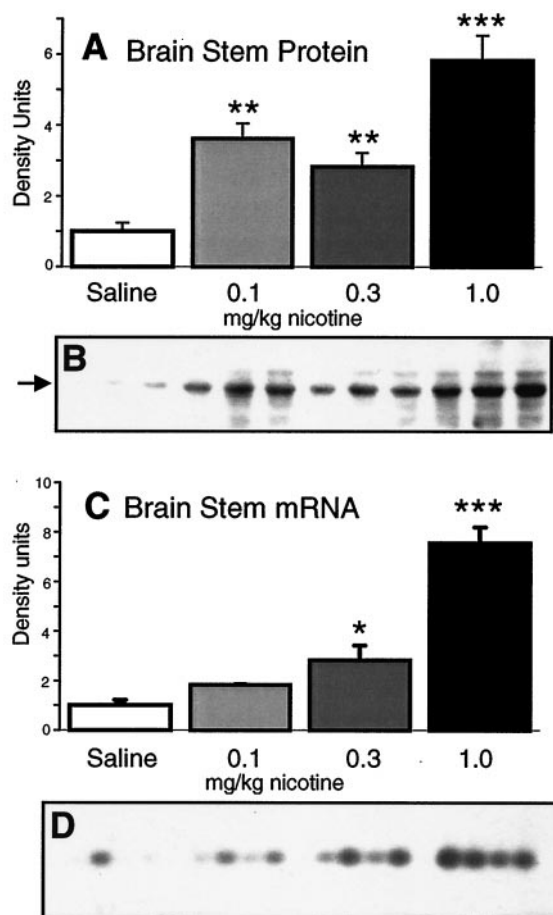 ***
6
A Brain Stem Protein
**
**
4
Density Units
2
0
Saline 0.1 0.3 1.0
mg/kg nicotine
B
10
C Brain Stem mRNA
***
8
6
Density units
4
*
2
0
Saline 0.1 0.3 1.0
mg/kg nicotine
D